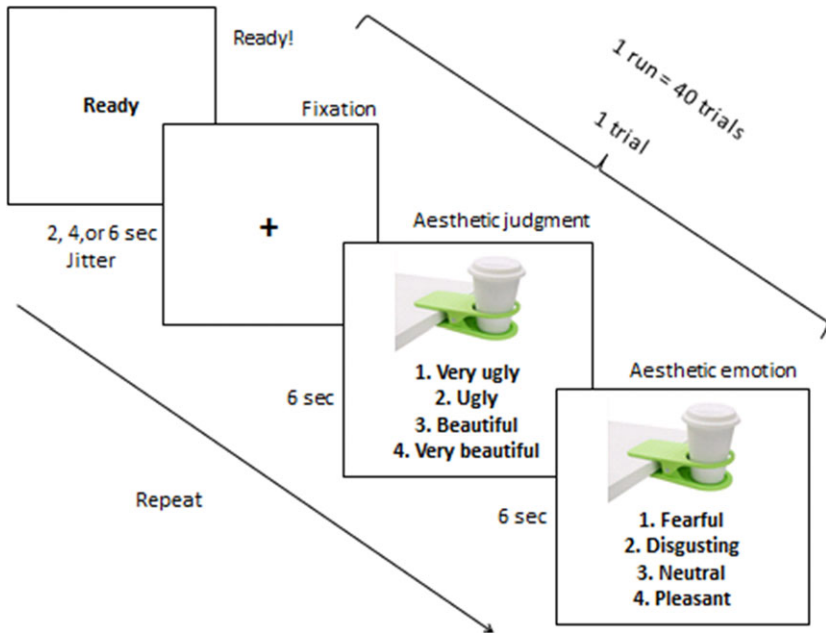 Ready!
Ready
Fixation
2, 4,or 6 sec
Jitter
+
1 run = 40 trials
1 trial
Aesthetic judgment
6 sec
1. Very ugly
2. Ugly
3. Beautiful
4. Very beautiful
Aesthetic emotion
6 sec
1. Fearful
2. Disgusting
3. Neutral
4. Pleasant
Repeat